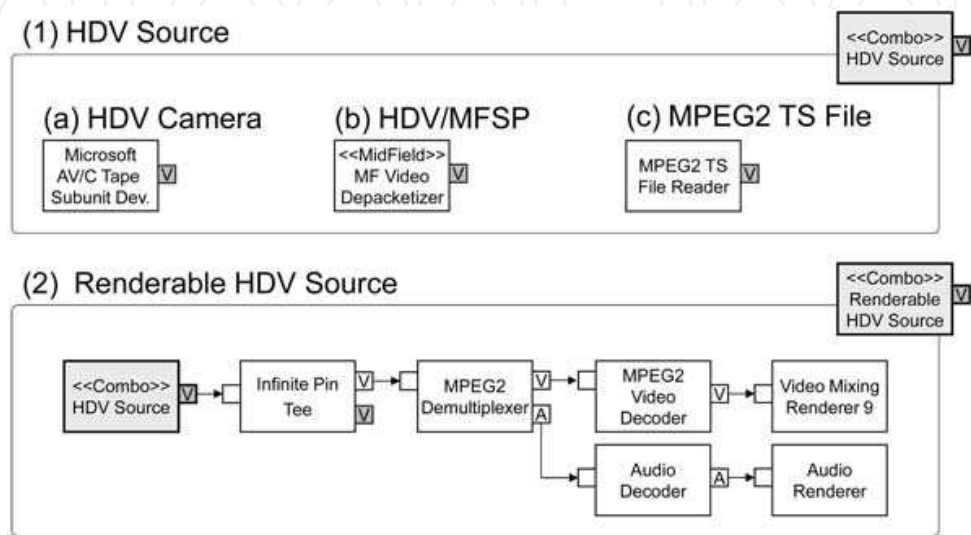 (1) HDV Source
<<Combo>>
HDV Source
V
(a) HDV Camera
Microsoft
AV/C Tape
Subunit Dev.
V
(b) HDV/MFSP
<<MidField>>
MF Video
Depacketizer
V
(c) MPEG2 TS File
MPEG2 TS
File Reader
V
(2) Renderable HDV Source
<<Combo>>
Renderable
HDV Source
V
<<Combo>>
HDV Source
V
Infinite Pin
Tee
V
V
MPEG2
Demultiplexer
V
A
MPEG2
Video
Decoder
V
Video Mixing
Renderer 9
Audio
Decoder
A
Audio
Renderer